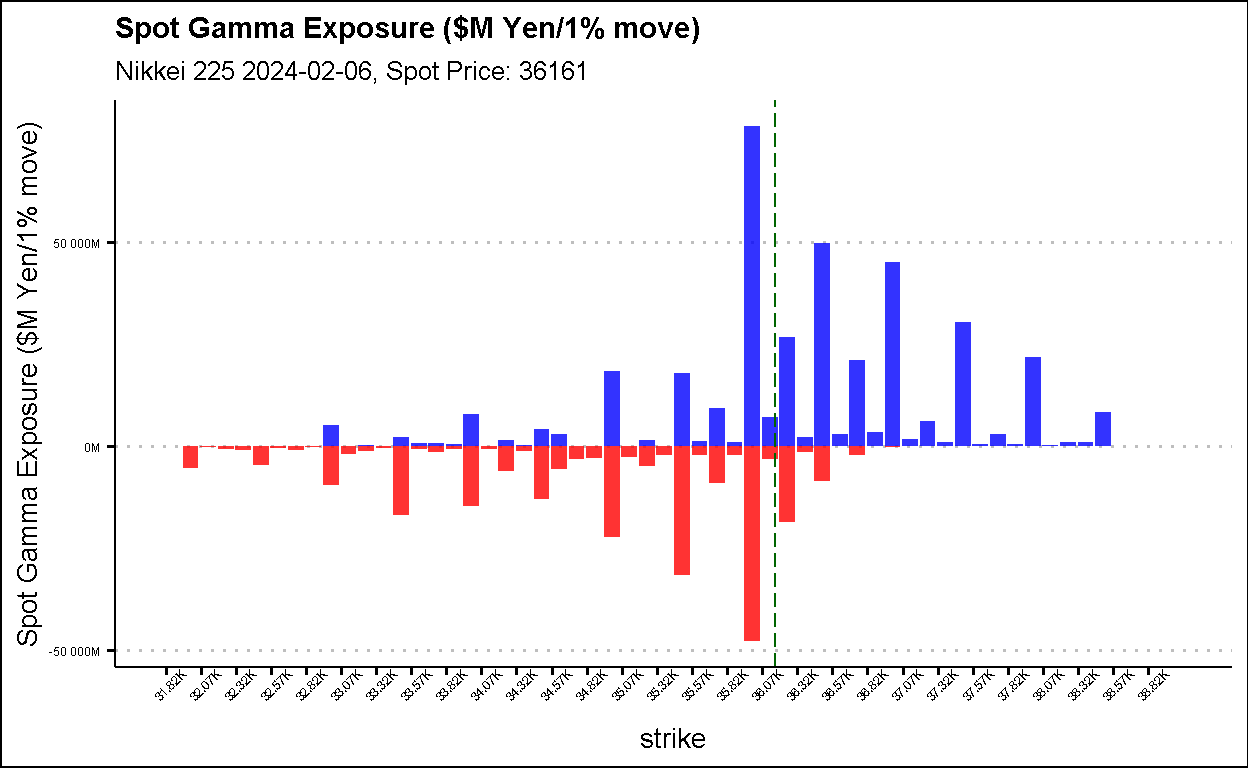 Spot Gamma Exposure ($M Yen/1% move)
Nikkei 225 2024-02-06, Spot Price: 36161
Spot Gamma Exposure ($M Yen/1% move)
50 000M
0M
-50 000M
31.82K 32.07K 32.32K 32.57K 32.82K 33.07K 33.32K 33.57K 33.82K 34.07K 34.32K 34.57K 34.82K 35.07K 35.32K 35.57K 35.82K 36.07K 36.32K 36.57K 36.82K 37.07K 37.32K 37.57K 37.82K 38.07K 38.32K 38.57K 38.82K
strike